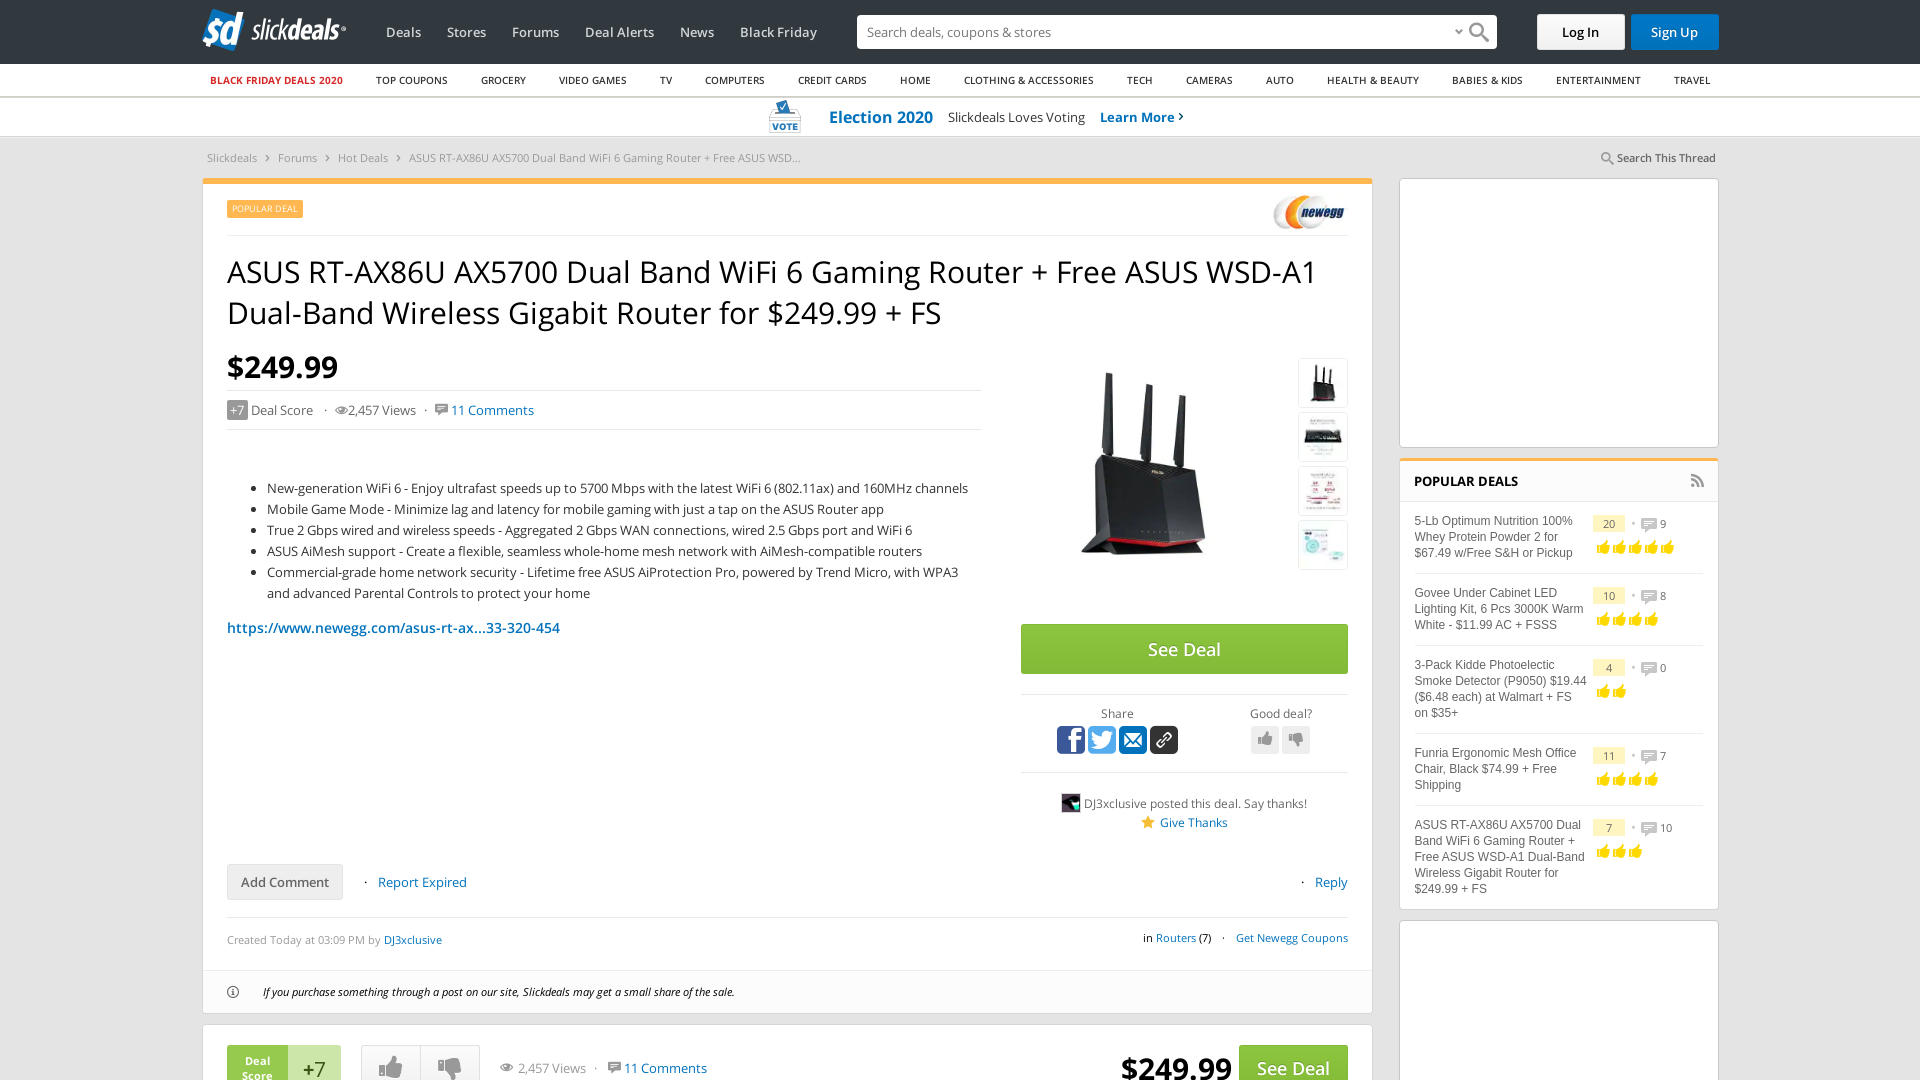 slickdeals
Deals
Stores
Forums
Deal Alerts
News
Black Friday
Search deals, coupons & stores
Log In
Sign Up
BLACK FRIDAY DEALS 2020
TOP COUPONS
GROCERY
VIDEO GAMES
TV
COMPUTERS
CREDIT CARDS
HOME
CLOTHING & ACCESSORIES
TECH
CAMERAS
AUTO
HEALTH & BEAUTY
BABIES & KIDS
ENTERTAINMENT
TRAVEL
VOTE
Election 2020
Slickdeals Loves Voting
Learn More
Slickdeals › Forums › Hot Deals › ASUS RT-AX86U AX5700 Dual Band WiFi 6 Gaming Router + Free ASUS WSD...
Search This Thread
POPULAR DEAL
newegg
ASUS RT-AX86U AX5700 Dual Band WiFi 6 Gaming Router + Free ASUS WSD-A1
Dual-Band Wireless Gigabit Router for $249.99 + FS
$249.99
+7 Deal Score · 2,457 Views · 11 Comments
New-generation WiFi 6 - Enjoy ultrafast speeds up to 5700 Mbps with the latest WiFi 6 (802.11ax) and 160MHz channels
Mobile Game Mode - Minimize lag and latency for mobile gaming with just a tap on the ASUS Router app
True 2 Gbps wired and wireless speeds - Aggregated 2 Gbps WAN connections, wired 2.5 Gbps port and WiFi 6
ASUS AiMesh support - Create a flexible, seamless whole-home mesh network with AiMesh-compatible routers
Commercial-grade home network security - Lifetime free ASUS AiProtection Pro, powered by Trend Micro, with WPA3
and advanced Parental Controls to protect your home
https://www.newegg.com/asus-rt-ax...33-320-454
See Deal
Share
Good deal?
DJ3xclusive posted this deal. Say thanks!
Give Thanks
Add Comment
· Report Expired
· Reply
Created Today at 03:09 PM by DJ3xclusive
in Routers (7) · Get Newegg Coupons
If you purchase something through a post on our site, Slickdeals may get a small share of the sale.
Deal
Score
+7
2,457 Views · 11 Comments
$249.99
See Deal
POPULAR DEALS
5-Lb Optimum Nutrition 100%
Whey Protein Powder 2 for
$67.49 w/Free S&H or Pickup
20 • 9
Govee Under Cabinet LED
Lighting Kit, 6 Pcs 3000K Warm
White - $11.99 AC + FSSS
10 • 8
3-Pack Kidde Photoelectic
Smoke Detector (P9050) $19.44
($6.48 each) at Walmart + FS
on $35+
4 • 0
Funria Ergonomic Mesh Office
Chair, Black $74.99 + Free
Shipping
11 • 7
ASUS RT-AX86U AX5700 Dual
Band WiFi 6 Gaming Router +
Free ASUS WSD-A1 Dual-Band
Wireless Gigabit Router for
$249.99 + FS
7 • 10